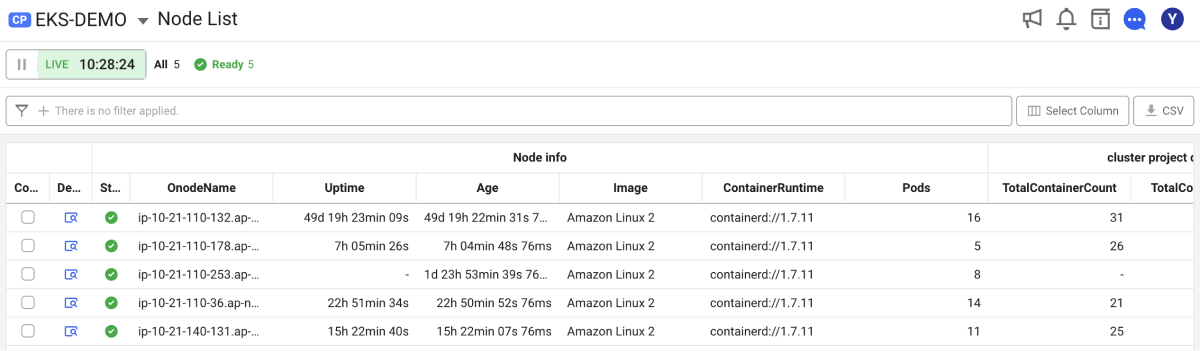 CP EKS-DEMO Node List Y
LIVE 10:28:24 All 5 Ready 5
There is no filter applied. Select Column CSV
Node info cluster project
Co... De... St... OnodeName Uptime Age Image ContainerRuntime Pods TotalContainerCount TotalCo
ip-10-21-110-132.ap-... 49d 19h 23min 09s 49d 19h 22min 31s 7... Amazon Linux 2 containerd://1.7.11 16 31
ip-10-21-110-178.ap-... 7h 05min 26s 7h 04min 48s 76ms Amazon Linux 2 containerd://1.7.11 5 26
ip-10-21-110-253.ap-... - 1d 23h 53min 39s 76... Amazon Linux 2 containerd://1.7.11 8 -
ip-10-21-110-36.ap-n... 22h 51min 34s 22h 50min 52s 76ms Amazon Linux 2 containerd://1.7.11 14 21
ip-10-21-140-131.ap-... 15h 22min 40s 15h 22min 07s 76ms Amazon Linux 2 containerd://1.7.11 11 25